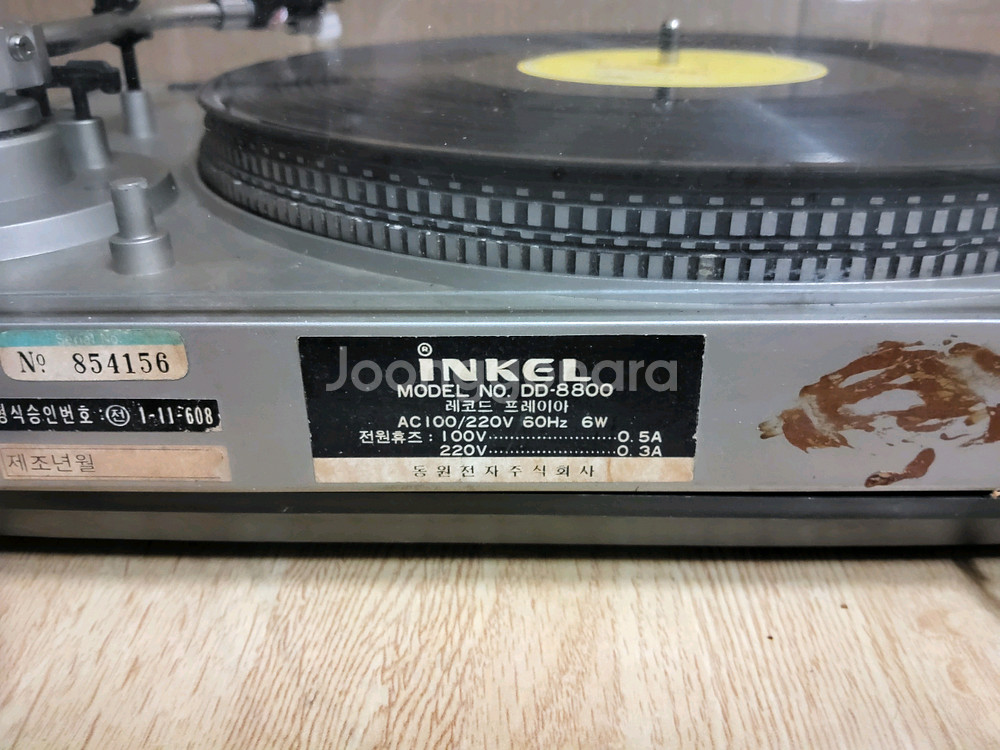 Serial No.
Nº 854156
형식승인번호 : 전 1-11-608
제조년월
® iNKEL
MODEL NO. DD-8800
레코드 프레이아
AC100/220V 60Hz 6W
전원휴즈 : 100V························0.5A
220V························0.3A
동원전자주식회사
Joonggonara